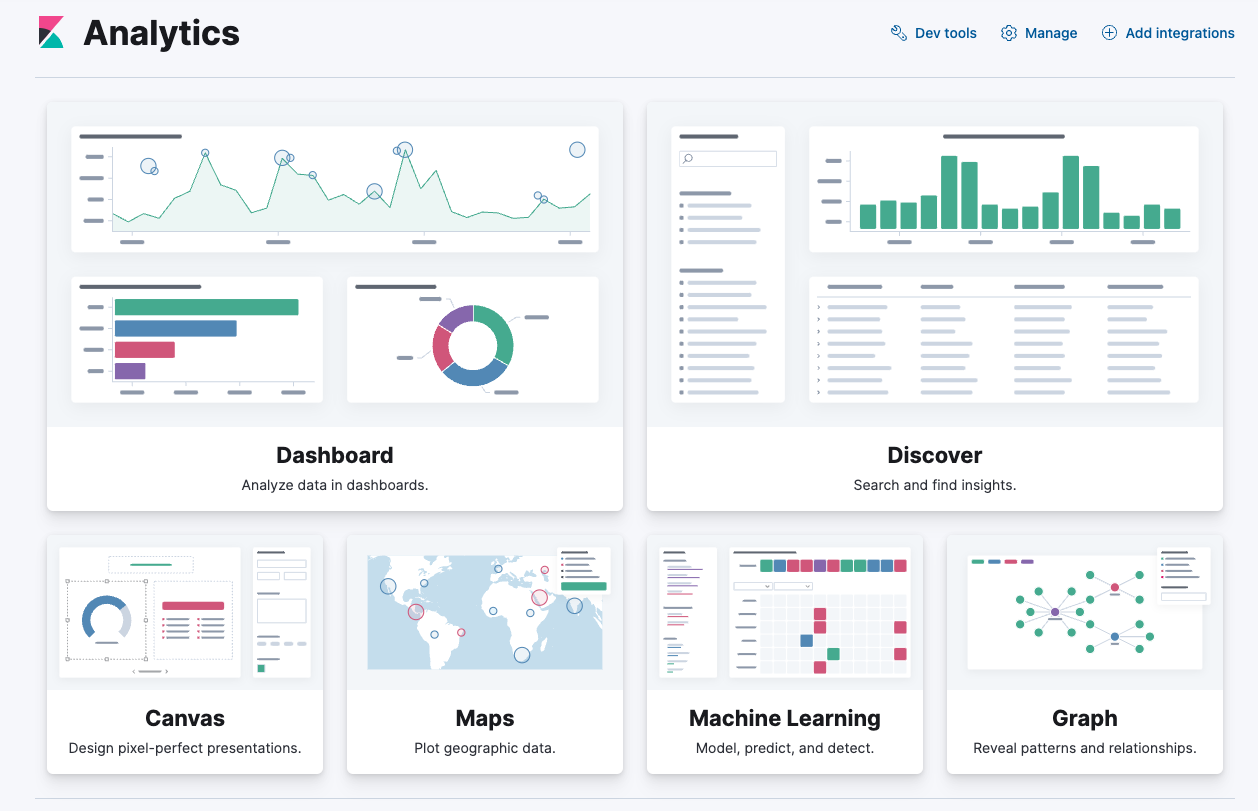 Analytics
Dev tools
Manage
Add integrations
Dashboard
Analyze data in dashboards.
Discover
Search and find insights.
Canvas
Design pixel-perfect presentations.
Maps
Plot geographic data.
Machine Learning
Model, predict, and detect.
Graph
Reveal patterns and relationships.